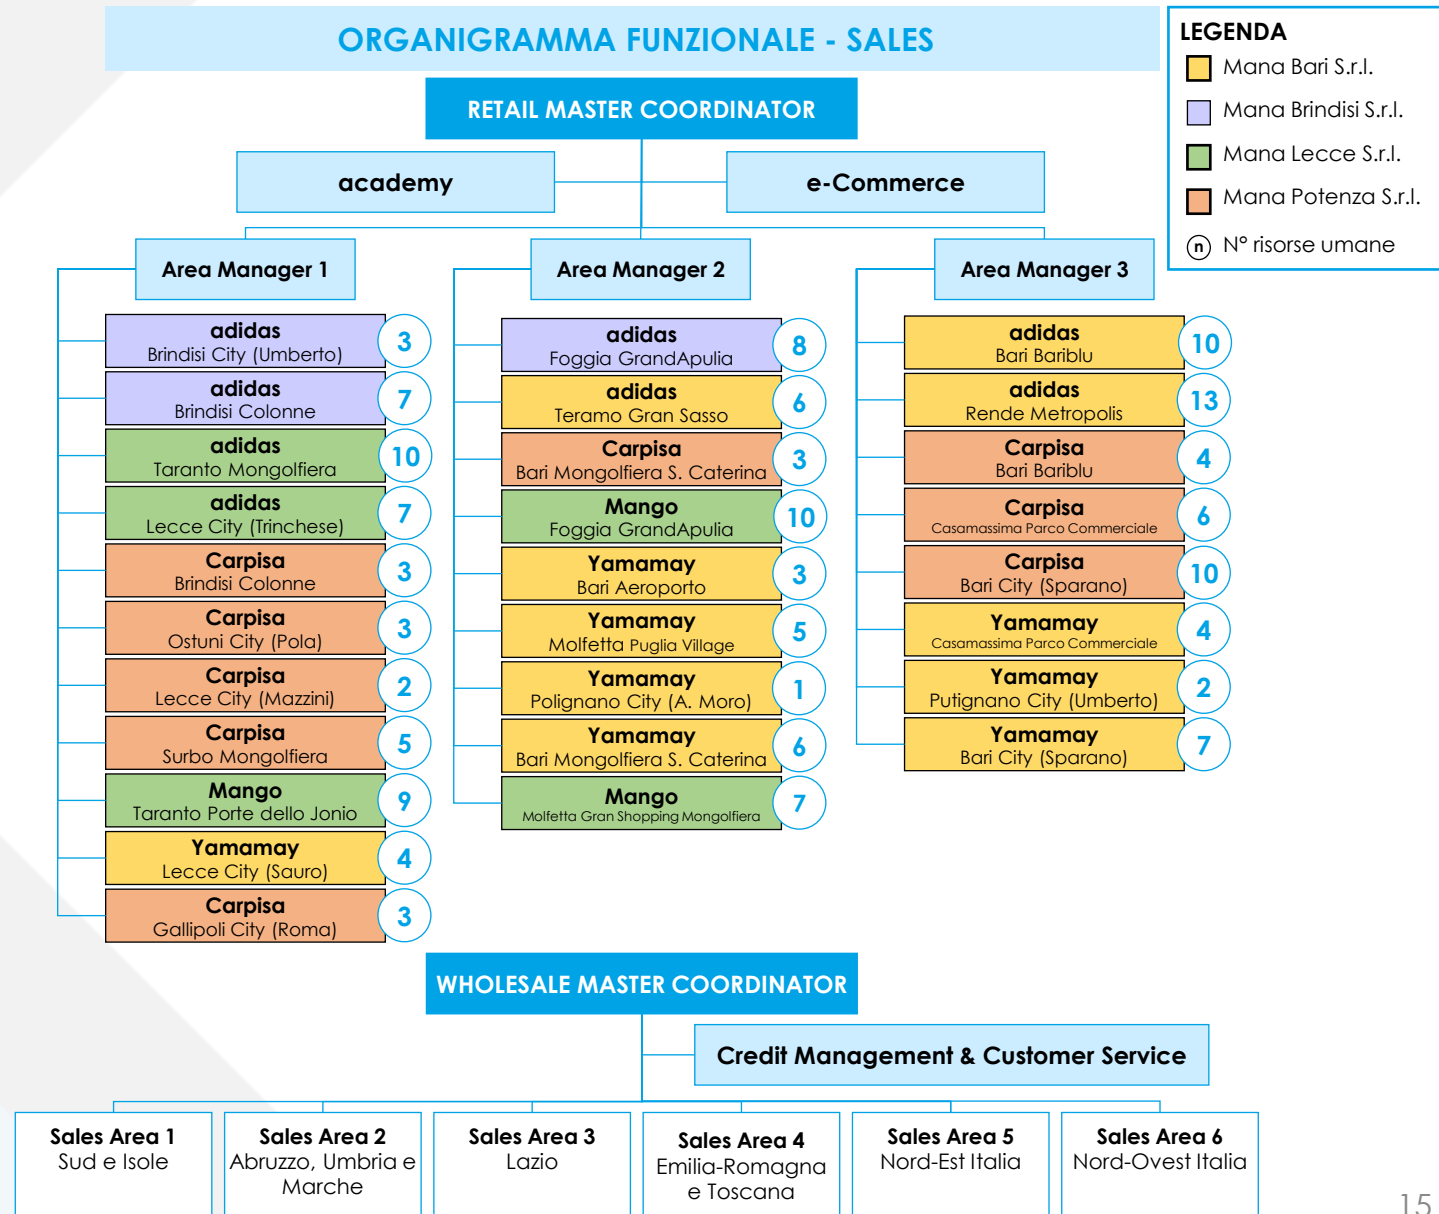 ORGANIGRAMMA FUNZIONALE - SALES
LEGENDA
Mana Bari S.r.l.
Mana Brindisi S.r.l.
Mana Lecce S.r.l.
Mana Potenza S.r.l.
n N° risorse umane
RETAIL MASTER COORDINATOR
academy
e-Commerce
Area Manager 1
adidas
Brindisi City (Umberto)
3
adidas
Brindisi Colonne
7
adidas
Taranto Mongolfiera
10
adidas
Lecce City (Trinchese)
7
Carpisa
Brindisi Colonne
3
Carpisa
Ostuni City (Pola)
3
Carpisa
Lecce City (Mazzini)
2
Carpisa
Surbo Mongolfiera
5
Mango
Taranto Porte dello Jonio
9
Yamamay
Lecce City (Sauro)
4
Carpisa
Gallipoli City (Roma)
3
Area Manager 2
adidas
Foggia GrandApulia
8
adidas
Teramo Gran Sasso
6
Carpisa
Bari Mongolfiera S. Caterina
3
Mango
Foggia GrandApulia
10
Yamamay
Bari Aeroporto
3
Yamamay
Molfetta Puglia Village
5
Yamamay
Polignano City (A. Moro)
1
Yamamay
Bari Mongolfiera S. Caterina
6
Mango
Molfetta Gran Shopping Mongolfiera
7
Area Manager 3
adidas
Bari Bariblu
10
adidas
Rende Metropolis
13
Carpisa
Bari Bariblu
4
Carpisa
Casamassima Parco Commerciale
6
Carpisa
Bari City (Sparano)
10
Yamamay
Casamassima Parco Commerciale
4
Yamamay
Putignano City (Umberto)
2
Yamamay
Bari City (Sparano)
7
WHOLESALE MASTER COORDINATOR
Credit Management & Customer Service
Sales Area 1
Sud e Isole
Sales Area 2
Abruzzo, Umbria e
Marche
Sales Area 3
Lazio
Sales Area 4
Emilia-Romagna
e Toscana
Sales Area 5
Nord-Est Italia
Sales Area 6
Nord-Ovest Italia
15